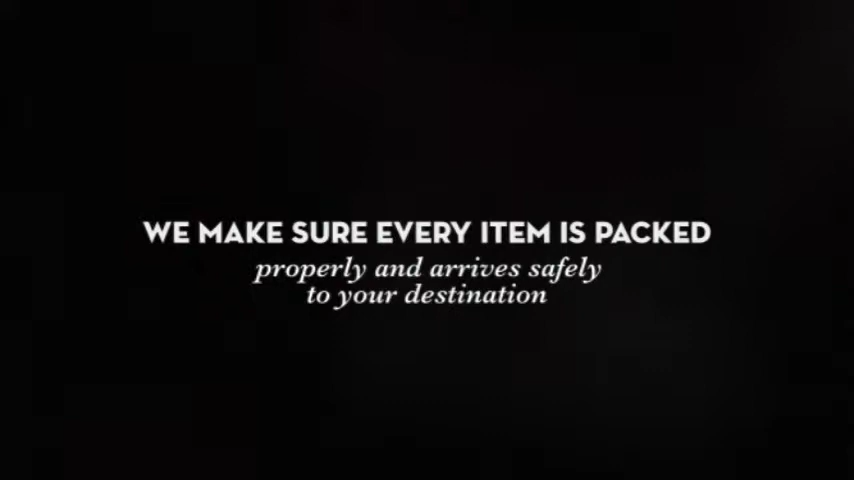 WE MAKE SURE EVERY ITEM IS PACKED
properly and arrives safely
to your destination